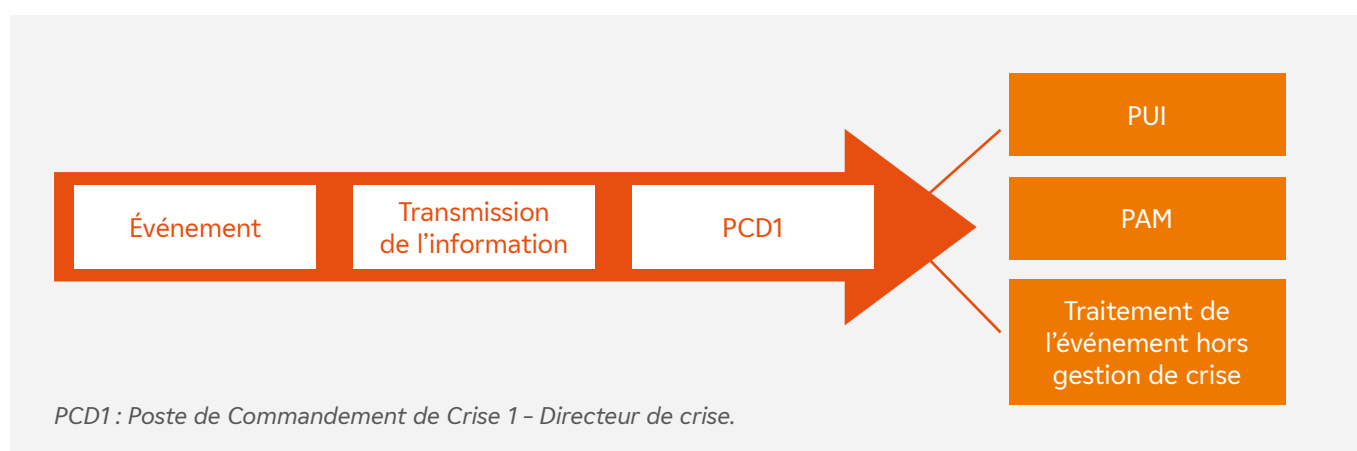 Événement
Transmission
de l’information
PCD1
PUI
PAM
Traitement de
l’événement hors
gestion de crise
PCD1 : Poste de Commandement de Crise 1 – Directeur de crise.